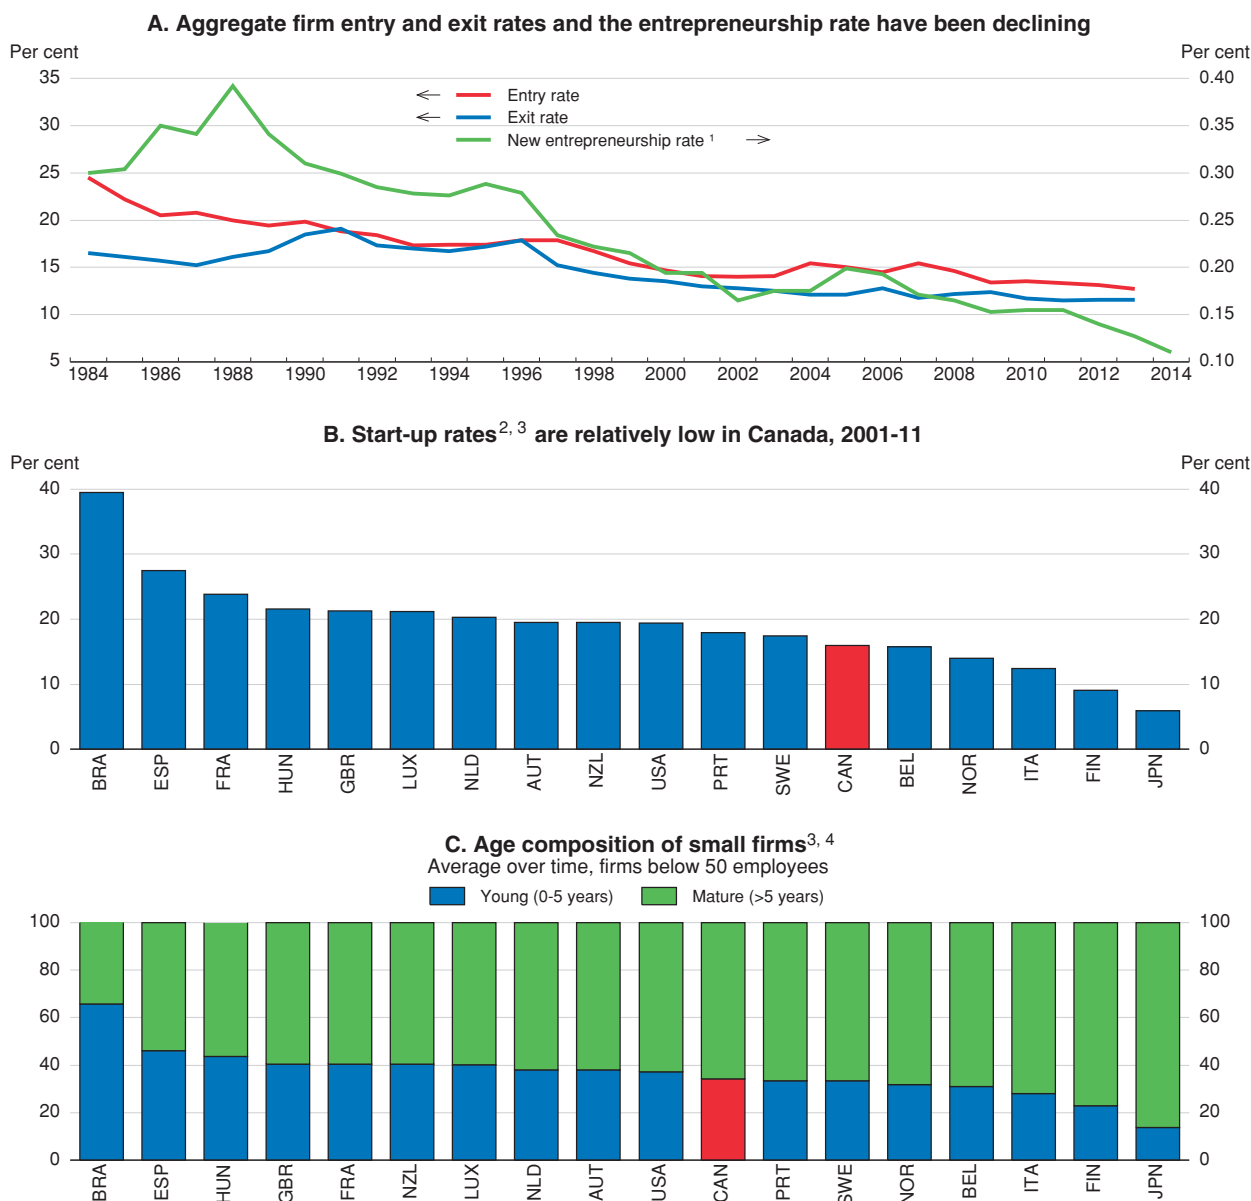 A. Aggregate firm entry and exit rates and the entrepreneurship rate have been declining
Per cent Per cent
35 0.40
← Entry rate
← Exit rate
30 0.35
New entrepreneurship rate 1 →
25 0.30
20 0.25
15 0.20
10 0.15
5 0.10
1984 1986 1988 1990 1992 1994 1996 1998 2000 2002 2004 2006 2008 2010 2012 2014
B. Start-up rates2, 3 are relatively low in Canada, 2001-11
Per cent Per cent
40 40
30 30
20 20
10 10
0 0
BRA ESP FRA HUN GBR LUX NLD AUT NZL USA PRT SWE CAN BEL NOR ITA FIN JPN
C. Age composition of small firms3, 4
Average over time, firms below 50 employees
Young (0-5 years) Mature (>5 years)
100 100
80 80
60 60
40 40
20 20
0 0
BRA ESP HUN GBR FRA NZL LUX NLD AUT USA CAN PRT SWE NOR BEL ITA FIN JPN